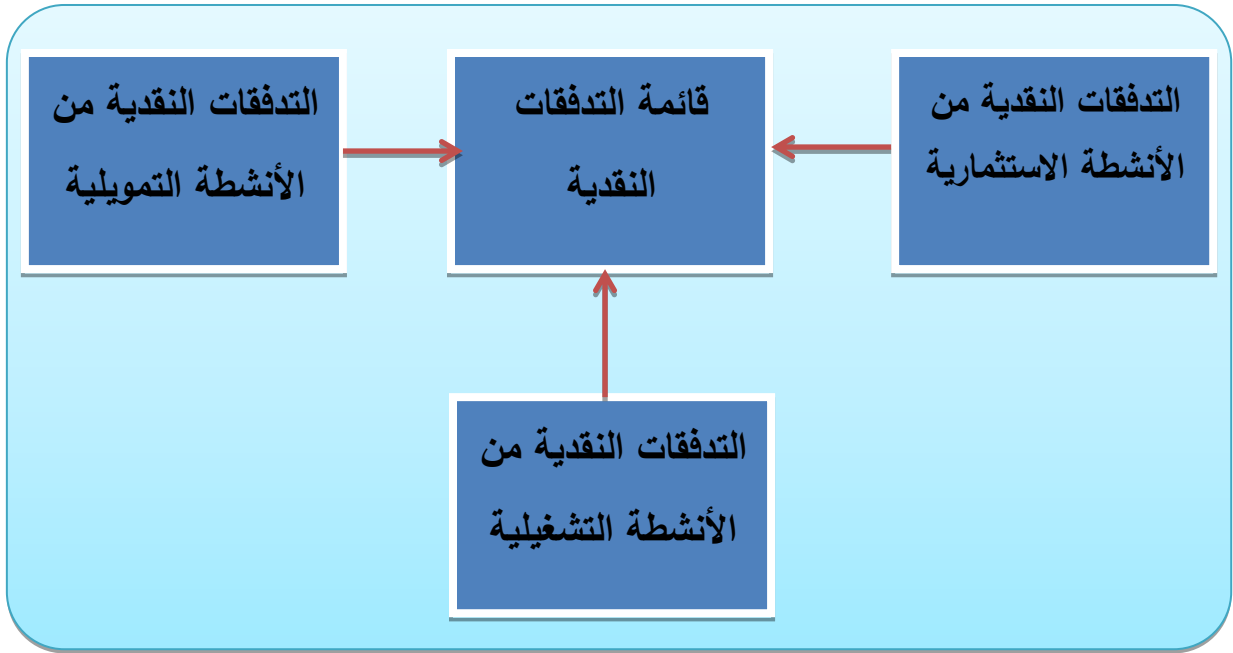 التدفقات النقدية من
الأنشطة الاستثمارية
قائمة التدفقات
النقدية
التدفقات النقدية من
الأنشطة التمويلية
التدفقات النقدية من
الأنشطة التشغيلية